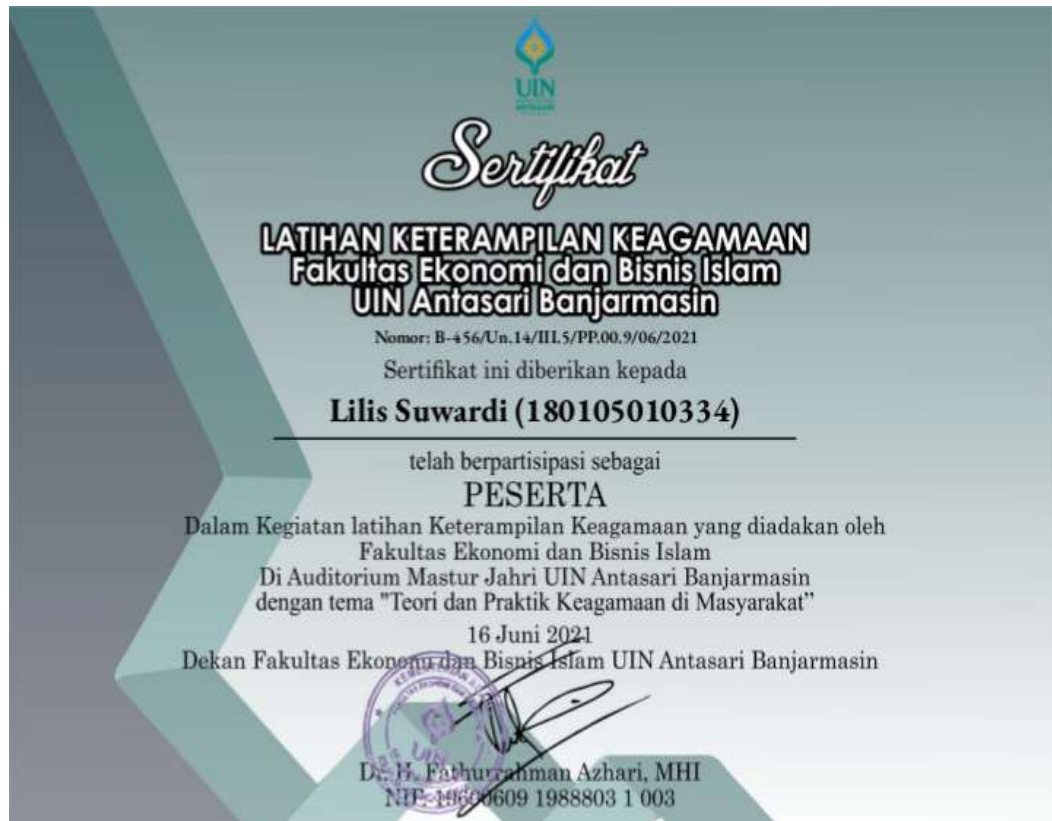 UIN
ANTASARI
Sertifikat
LATIHAN KETERAMPILAN KEAGAMAAN
Fakultas Ekonomi dan Bisnis Islam
UIN Antasari Banjarmasin
Nomor: B-456/Un.14/III.5/PP.00.9/06/2021
Sertifikat ini diberikan kepada
Lilis Suwardi (180105010334)
telah berpartisipasi sebagai
PESERTA
Dalam Kegiatan latihan Keterampilan Keagamaan yang diadakan oleh
Fakultas Ekonomi dan Bisnis Islam
Di Auditorium Mastur Jahri UIN Antasari Banjarmasin
dengan tema "Teori dan Praktik Keagamaan di Masyarakat”
16 Juni 2021
Dekan Fakultas Ekonomi dan Bisnis Islam UIN Antasari Banjarmasin
UIN
Dr. H. Fathurrahman Azhari, MHI
NIP. 19600609 1988803 1 003